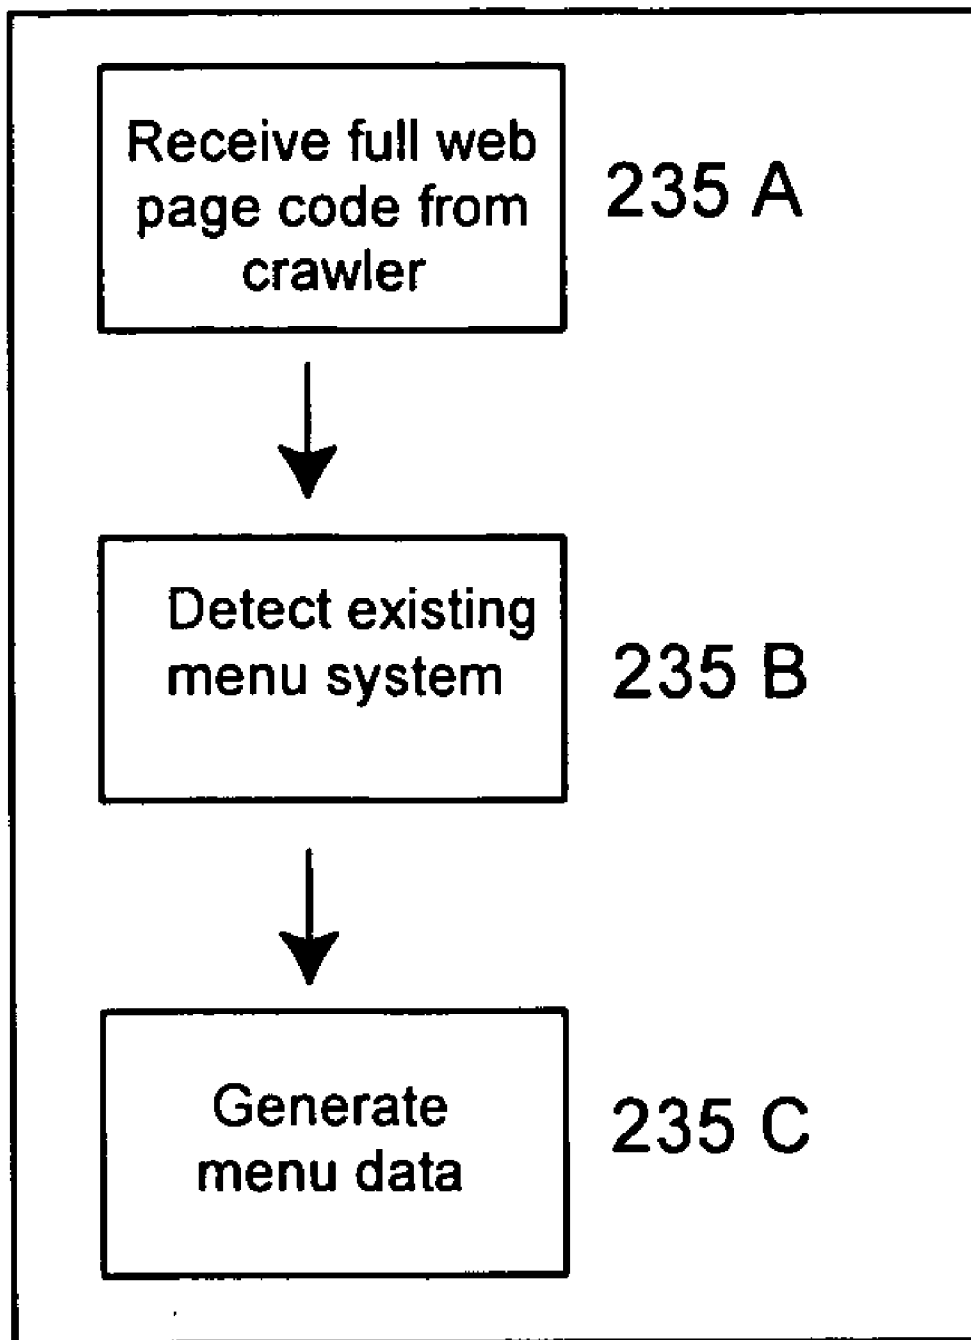 Receive full web
page code from
crawler
235 A
Detect existing
menu system
235 B
Generate
menu data
235 C